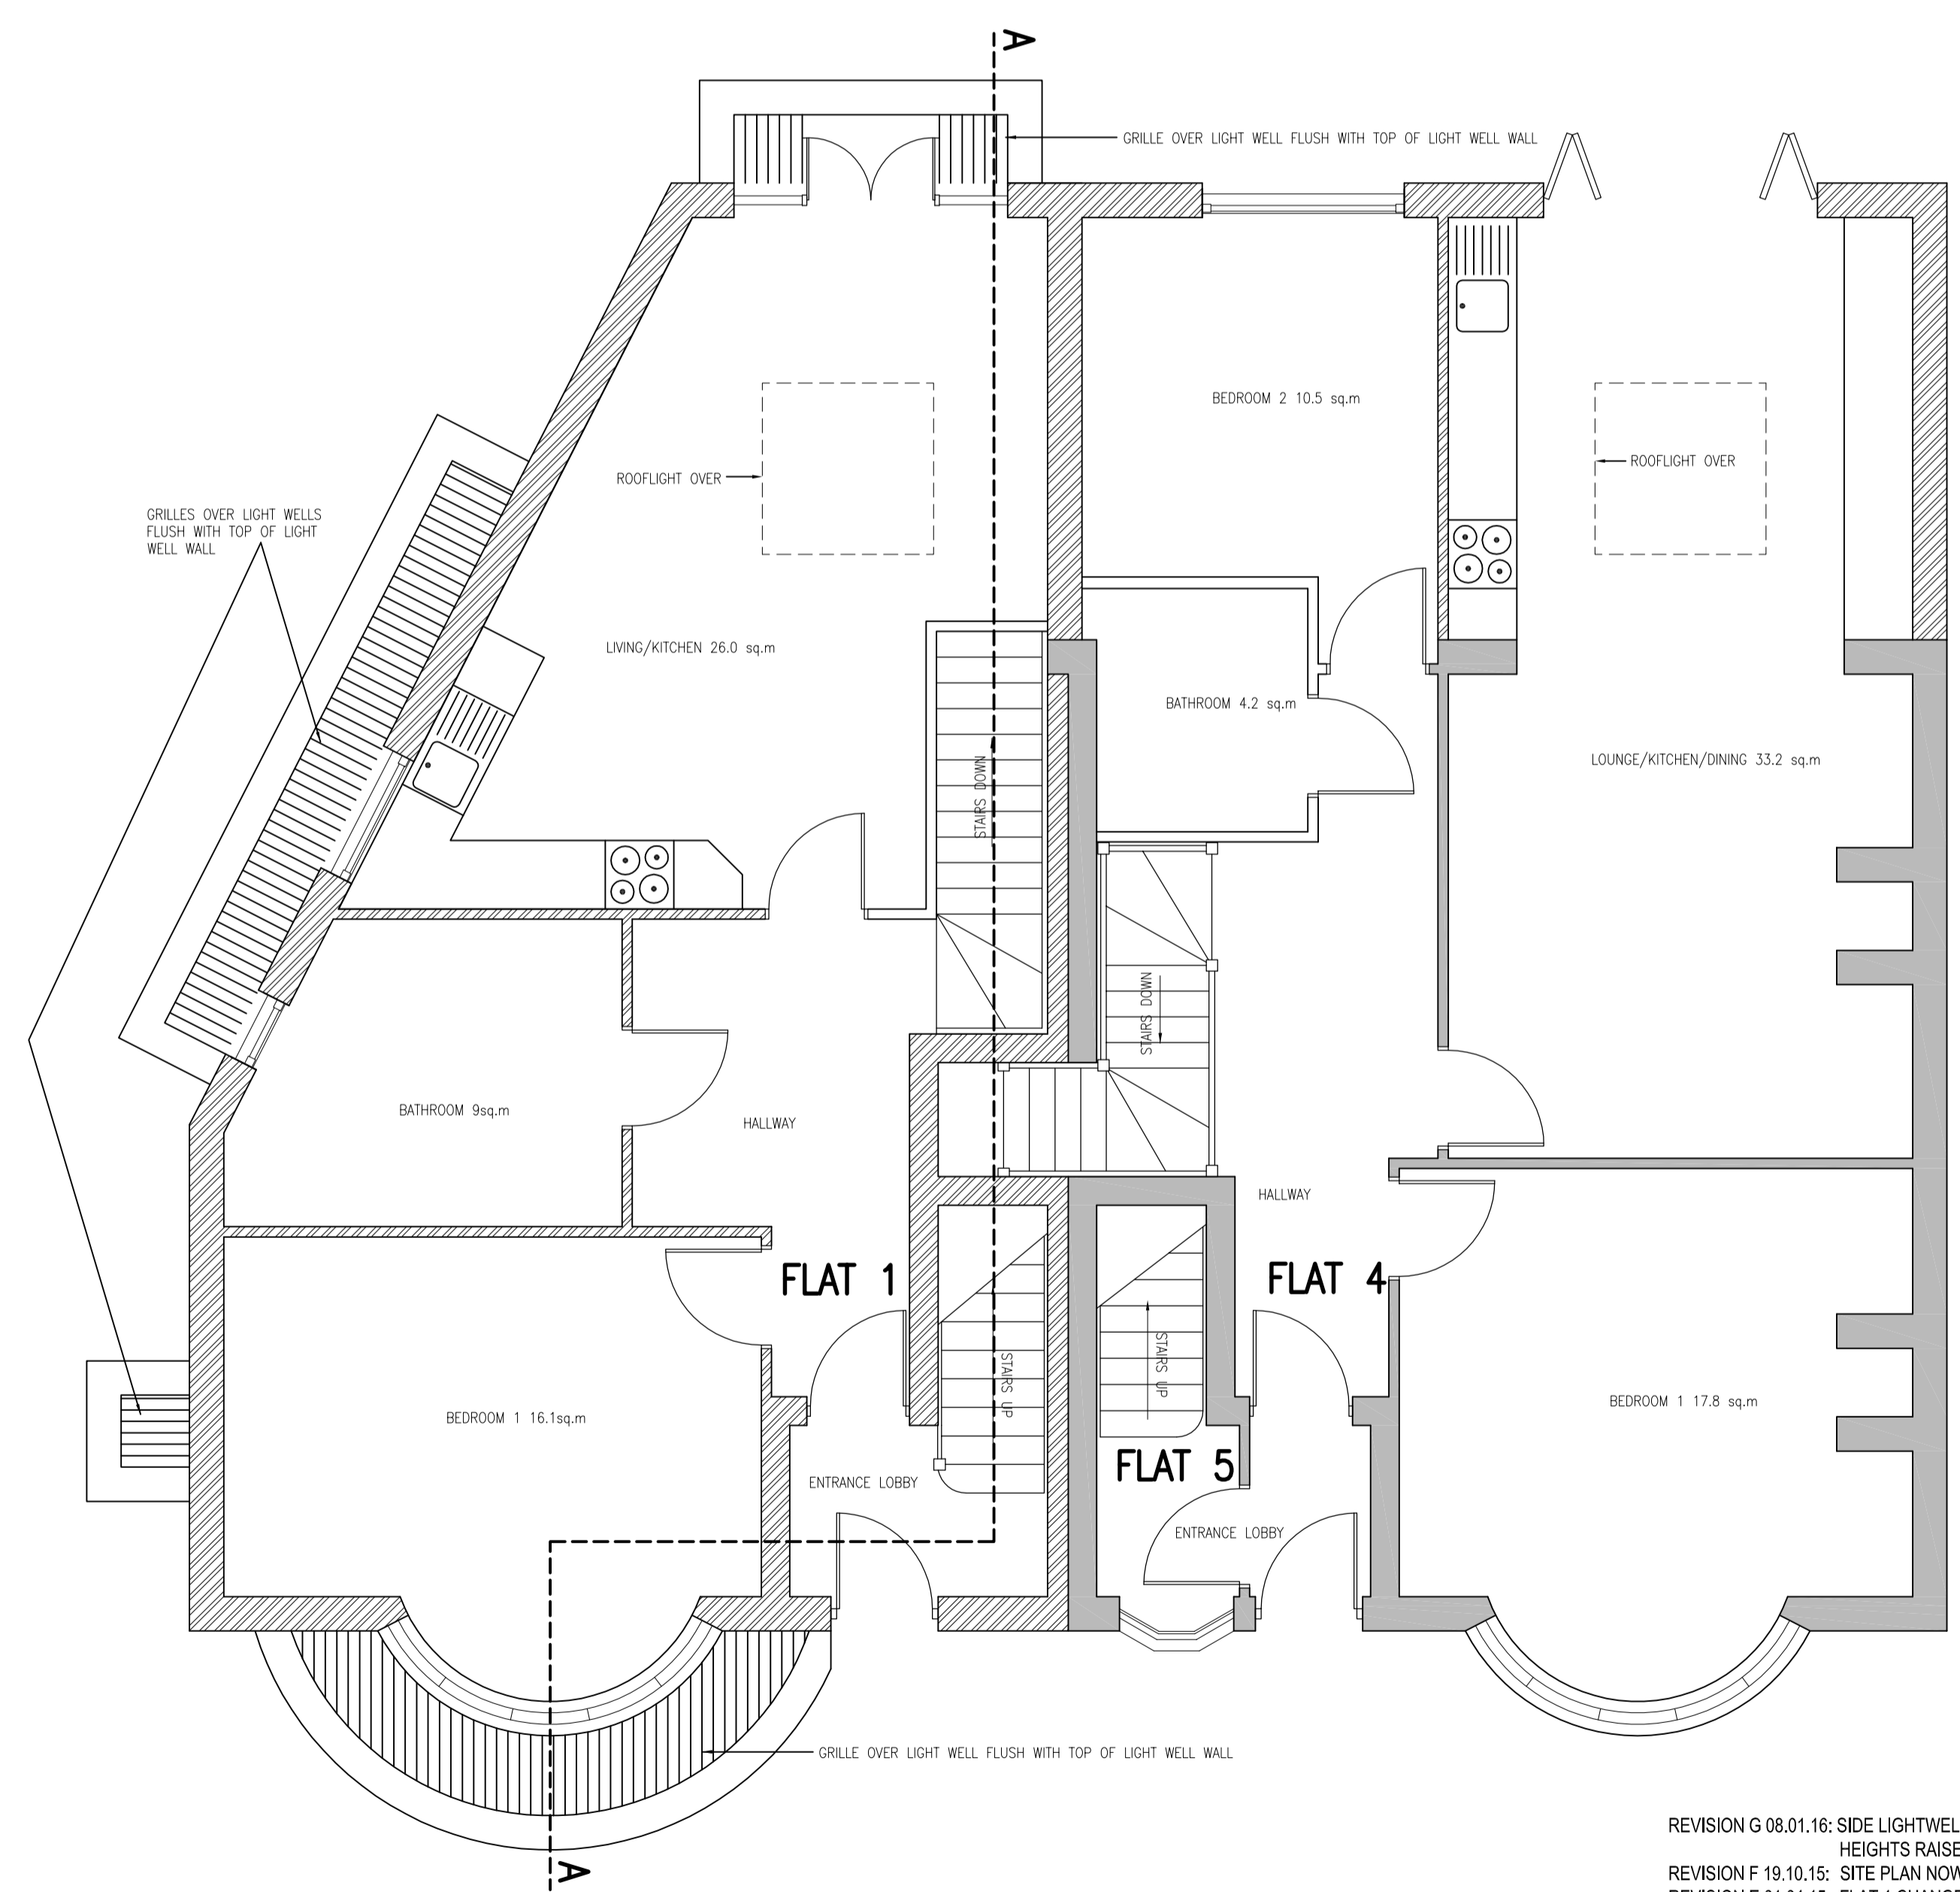 A
GRILLE OVER LIGHT WELL FLUSH WITH TOP OF LIGHT WELL WALL
BEDROOM 2 10.5 sq.m
ROOFLIGHT OVER
ROOFLIGHT OVER
GRILLES OVER LIGHT WELLS
FLUSH WITH TOP OF LIGHT
WELL WALL
LIVING/KITCHEN 26.0 sq.m
BATHROOM 4.2 sq.m
LOUNGE/KITCHEN/DINING 33.2 sq.m
STAIRS DOWN
STAIRS DOWN
BATHROOM 9sq.m
HALLWAY
HALLWAY
FLAT 1
FLAT 4
STAIRS UP
STAIRS UP
BEDROOM 1 16.1sq.m
BEDROOM 1 17.8 sq.m
FLAT 5
ENTRANCE LOBBY
ENTRANCE LOBBY
GRILLE OVER LIGHT WELL FLUSH WITH TOP OF LIGHT WELL WALL
A
REVISION G 08.01.16: SIDE LIGHTWEL
HEIGHTS RAISE
REVISION F 19.10.15: SITE PLAN NOW